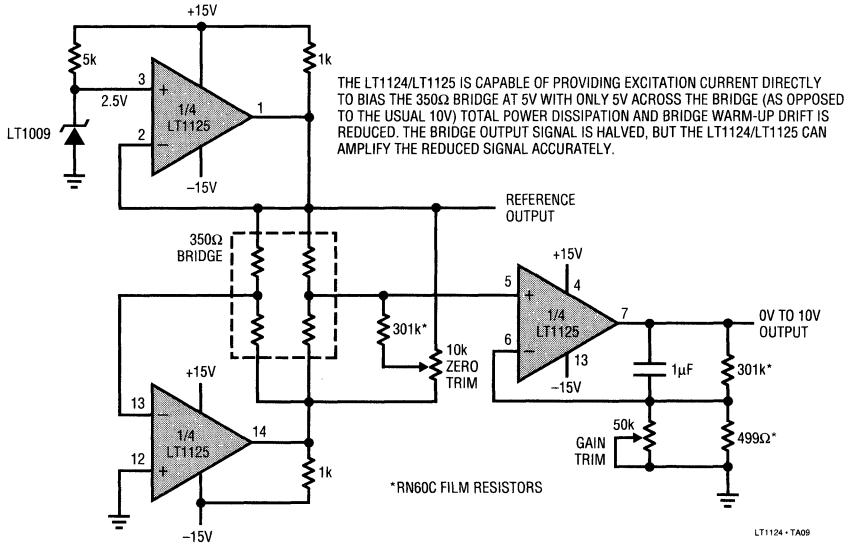 +15V
5k
3
2.5V
+
1/4
LT1125
1
1k
LT1009
2
–
–15V
THE LT1124/LT1125 IS CAPABLE OF PROVIDING EXCITATION CURRENT DIRECTLY
TO BIAS THE 350Ω BRIDGE AT 5V WITH ONLY 5V ACROSS THE BRIDGE (AS OPPOSED
TO THE USUAL 10V) TOTAL POWER DISSIPATION AND BRIDGE WARM-UP DRIFT IS
REDUCED. THE BRIDGE OUTPUT SIGNAL IS HALVED, BUT THE LT1124/LT1125 CAN
AMPLIFY THE REDUCED SIGNAL ACCURATELY.
REFERENCE
OUTPUT
350Ω
BRIDGE
301k*
10k
ZERO
TRIM
+15V
5
+
4
1/4
LT1125
7
6
–
13
–15V
0V TO 10V
OUTPUT
1µF
301k*
50k
GAIN
TRIM
499Ω*
+15V
13
–
1/4
LT1125
14
12
+
1k
–15V
*RN60C FILM RESISTORS
LT1124 • TA09